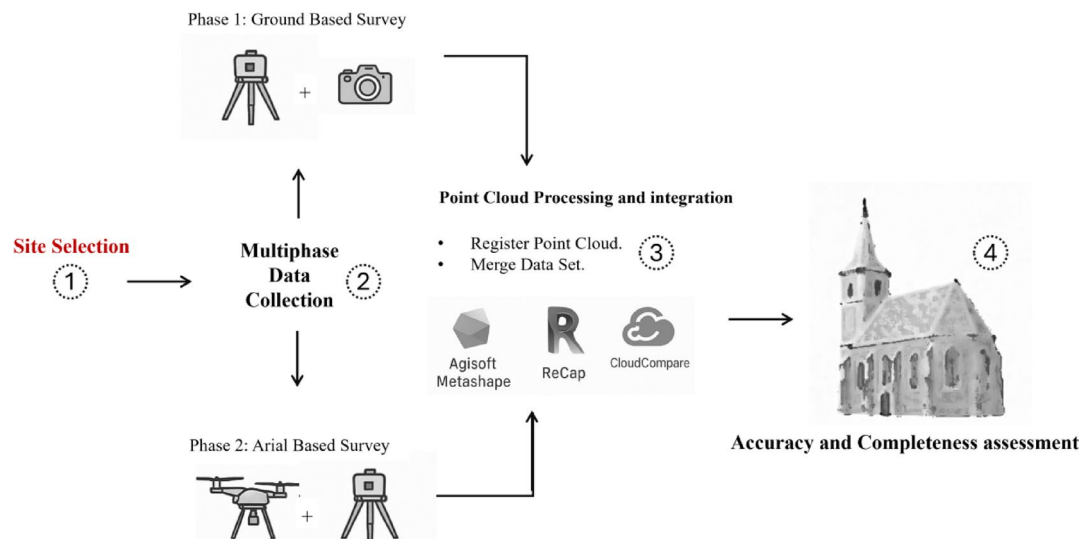 Phase 1: Ground Based Survey
+
Site Selection
1
Multiphase
Data
Collection
2
Phase 2: Arial Based Survey
+
Point Cloud Processing and integration
• Register Point Cloud.
• Merge Data Set.
3
Agisoft
Metashape
R
ReCap
CloudCompare
4
Accuracy and Completeness assessment